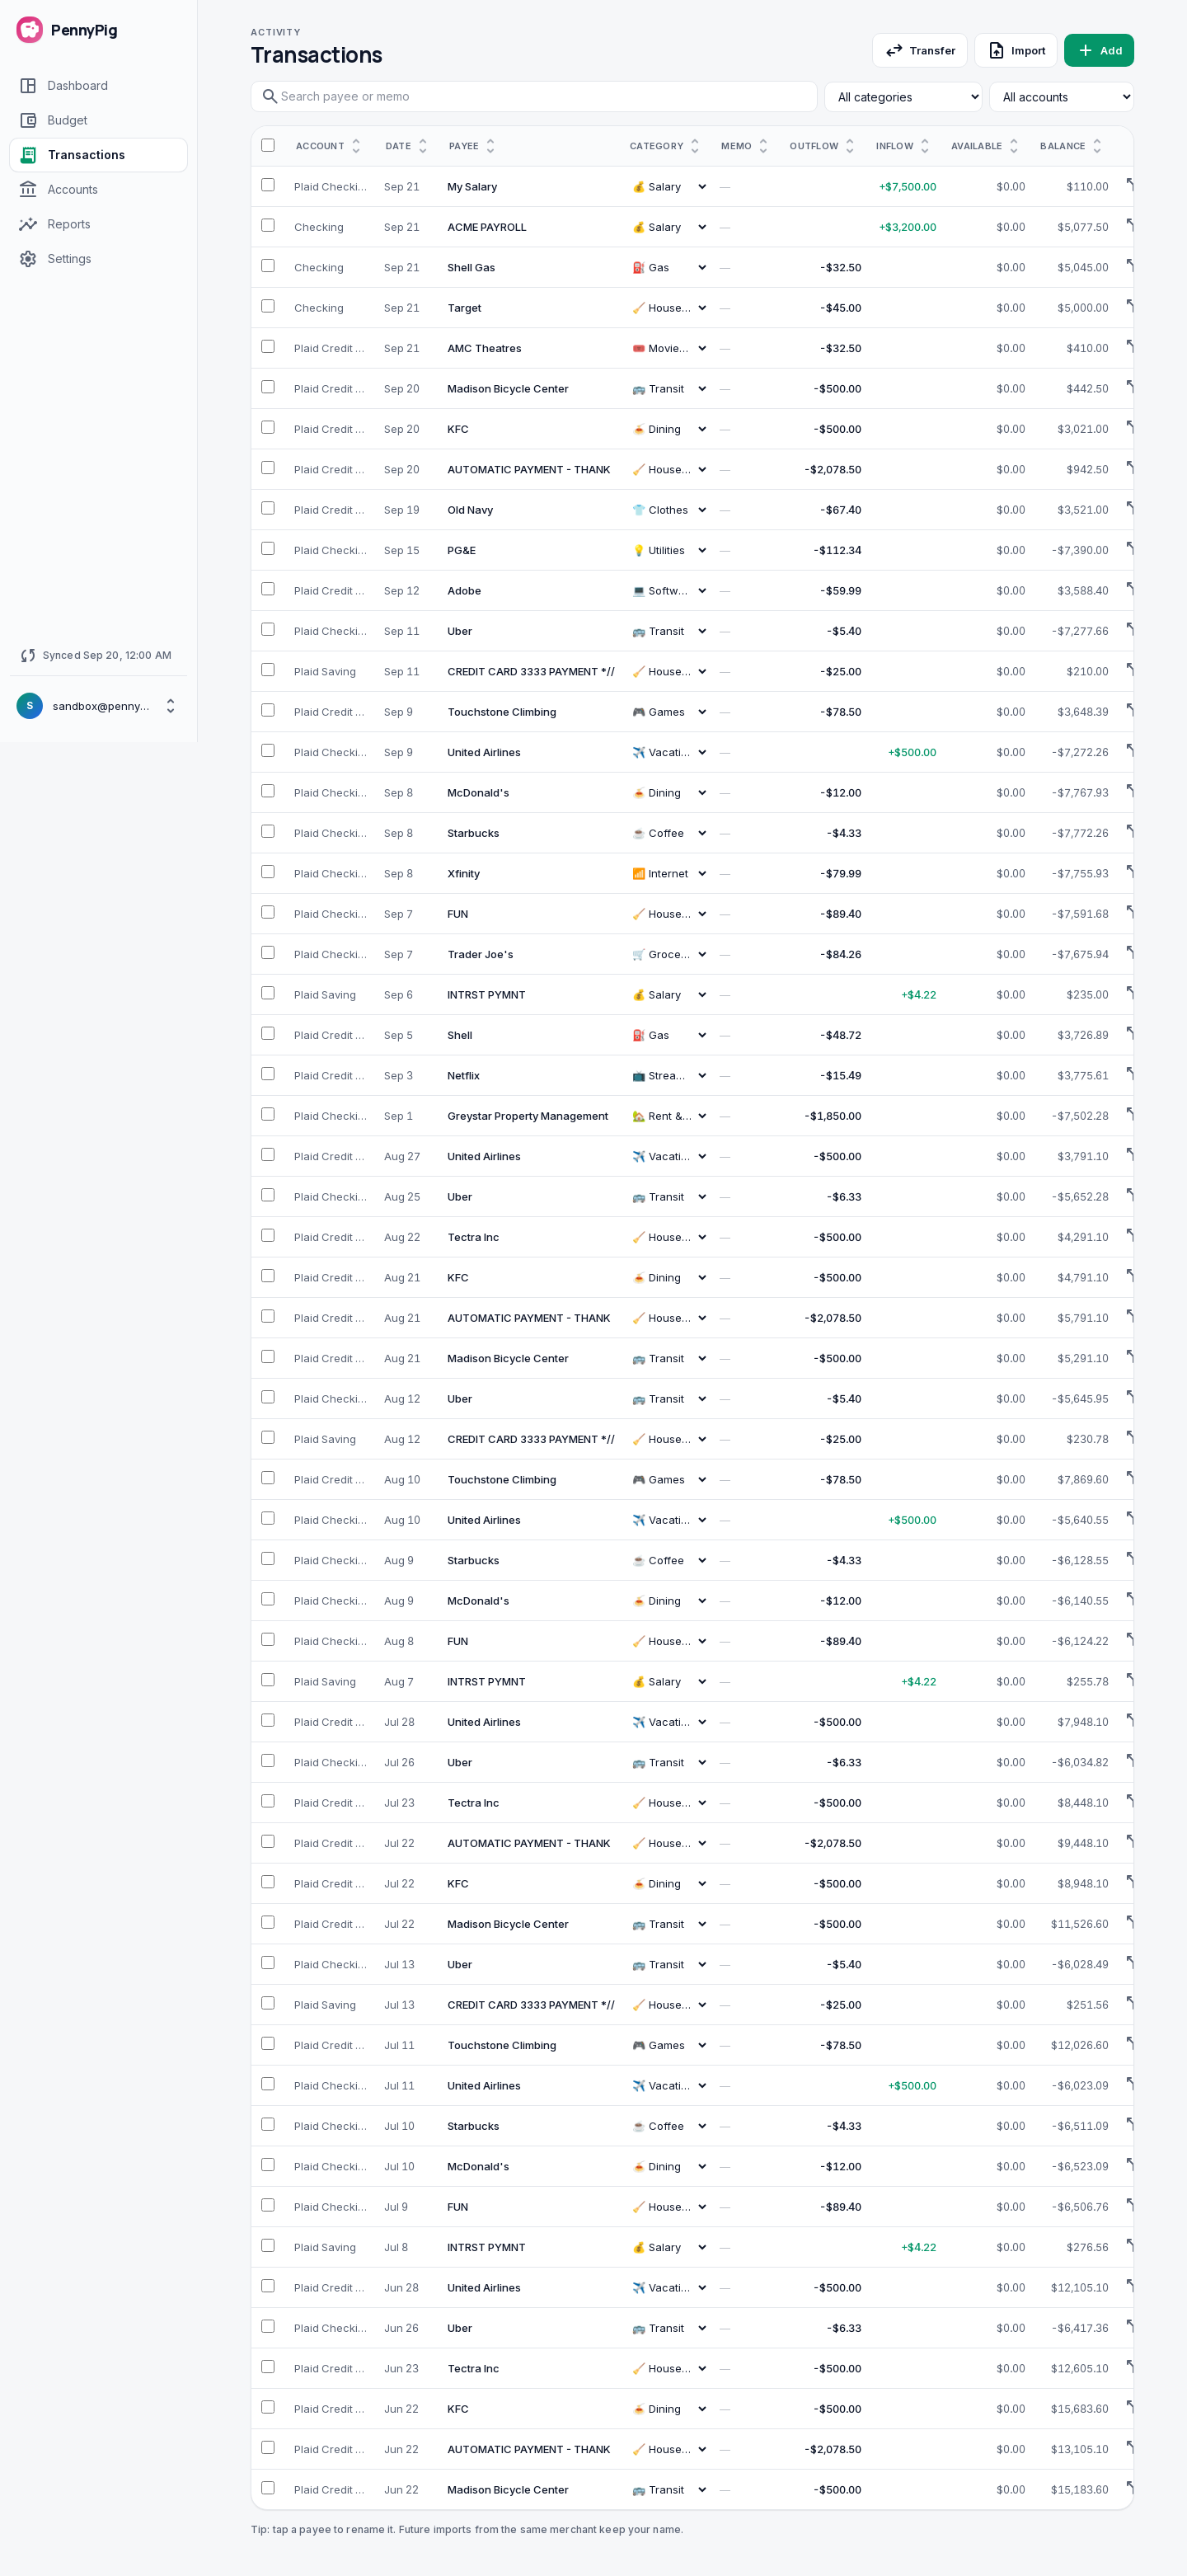 PennyPig
Dashboard
Budget
Transactions
Accounts
Reports
Settings
Synced Sep 20, 12:00 AM
S sandbox@penny...
ACTIVITY
Transactions
Transfer Import Add
Search payee or memo All categories All accounts
ACCOUNT DATE PAYEE CATEGORY MEMO OUTFLOW INFLOW AVAILABLE BALANCE
Plaid Checki... Sep 21 My Salary Salary — +$7,500.00 $0.00 $110.00
Checking Sep 21 ACME PAYROLL Salary — +$3,200.00 $0.00 $5,077.50
Checking Sep 21 Shell Gas Gas — -$32.50 $0.00 $5,045.00
Checking Sep 21 Target House... — -$45.00 $0.00 $5,000.00
Plaid Credit ... Sep 21 AMC Theatres Movie... — -$32.50 $0.00 $410.00
Plaid Credit ... Sep 20 Madison Bicycle Center Transit — -$500.00 $0.00 $442.50
Plaid Credit ... Sep 20 KFC Dining — -$500.00 $0.00 $3,021.00
Plaid Credit ... Sep 20 AUTOMATIC PAYMENT - THANK House... — -$2,078.50 $0.00 $942.50
Plaid Credit ... Sep 19 Old Navy Clothes — -$67.40 $0.00 $3,521.00
Plaid Checki... Sep 15 PG&E Utilities — -$112.34 $0.00 -$7,390.00
Plaid Credit ... Sep 12 Adobe Softw... — -$59.99 $0.00 $3,588.40
Plaid Checki... Sep 11 Uber Transit — -$5.40 $0.00 -$7,277.66
Plaid Saving Sep 11 CREDIT CARD 3333 PAYMENT *// House... — -$25.00 $0.00 $210.00
Plaid Credit ... Sep 9 Touchstone Climbing Games — -$78.50 $0.00 $3,648.39
Plaid Checki... Sep 9 United Airlines Vacati... — +$500.00 $0.00 -$7,272.26
Plaid Checki... Sep 8 McDonald's Dining — -$12.00 $0.00 -$7,767.93
Plaid Checki... Sep 8 Starbucks Coffee — -$4.33 $0.00 -$7,772.26
Plaid Checki... Sep 8 Xfinity Internet — -$79.99 $0.00 -$7,755.93
Plaid Checki... Sep 7 FUN House... — -$89.40 $0.00 -$7,591.68
Plaid Checki... Sep 7 Trader Joe's Groce... — -$84.26 $0.00 -$7,675.94
Plaid Saving Sep 6 INTRST PYMNT Salary — +$4.22 $0.00 $235.00
Plaid Credit ... Sep 5 Shell Gas — -$48.72 $0.00 $3,726.89
Plaid Credit ... Sep 3 Netflix Strea... — -$15.49 $0.00 $3,775.61
Plaid Checki... Sep 1 Greystar Property Management Rent &... — -$1,850.00 $0.00 -$7,502.28
Plaid Credit ... Aug 27 United Airlines Vacati... — -$500.00 $0.00 $3,791.10
Plaid Checki... Aug 25 Uber Transit — -$6.33 $0.00 -$5,652.28
Plaid Credit ... Aug 22 Tectra Inc House... — -$500.00 $0.00 $4,291.10
Plaid Credit ... Aug 21 KFC Dining — -$500.00 $0.00 $4,791.10
Plaid Credit ... Aug 21 AUTOMATIC PAYMENT - THANK House... — -$2,078.50 $0.00 $5,791.10
Plaid Credit ... Aug 21 Madison Bicycle Center Transit — -$500.00 $0.00 $5,291.10
Plaid Checki... Aug 12 Uber Transit — -$5.40 $0.00 -$5,645.95
Plaid Saving Aug 12 CREDIT CARD 3333 PAYMENT *// House... — -$25.00 $0.00 $230.78
Plaid Credit ... Aug 10 Touchstone Climbing Games — -$78.50 $0.00 $7,869.60
Plaid Checki... Aug 10 United Airlines Vacati... — +$500.00 $0.00 -$5,640.55
Plaid Checki... Aug 9 Starbucks Coffee — -$4.33 $0.00 -$6,128.55
Plaid Checki... Aug 9 McDonald's Dining — -$12.00 $0.00 -$6,140.55
Plaid Checki... Aug 8 FUN House... — -$89.40 $0.00 -$6,124.22
Plaid Saving Aug 7 INTRST PYMNT Salary — +$4.22 $0.00 $255.78
Plaid Credit ... Jul 28 United Airlines Vacati... — -$500.00 $0.00 $7,948.10
Plaid Checki... Jul 26 Uber Transit — -$6.33 $0.00 -$6,034.82
Plaid Credit ... Jul 23 Tectra Inc House... — -$500.00 $0.00 $8,448.10
Plaid Credit ... Jul 22 AUTOMATIC PAYMENT - THANK House... — -$2,078.50 $0.00 $9,448.10
Plaid Credit ... Jul 22 KFC Dining — -$500.00 $0.00 $8,948.10
Plaid Credit ... Jul 22 Madison Bicycle Center Transit — -$500.00 $0.00 $11,526.60
Plaid Checki... Jul 13 Uber Transit — -$5.40 $0.00 -$6,028.49
Plaid Saving Jul 13 CREDIT CARD 3333 PAYMENT *// House... — -$25.00 $0.00 $251.56
Plaid Credit ... Jul 11 Touchstone Climbing Games — -$78.50 $0.00 $12,026.60
Plaid Checki... Jul 11 United Airlines Vacati... — +$500.00 $0.00 -$6,023.09
Plaid Checki... Jul 10 Starbucks Coffee — -$4.33 $0.00 -$6,511.09
Plaid Checki... Jul 10 McDonald's Dining — -$12.00 $0.00 -$6,523.09
Plaid Checki... Jul 9 FUN House... — -$89.40 $0.00 -$6,506.76
Plaid Saving Jul 8 INTRST PYMNT Salary — +$4.22 $0.00 $276.56
Plaid Credit ... Jun 28 United Airlines Vacati... — -$500.00 $0.00 $12,105.10
Plaid Checki... Jun 26 Uber Transit — -$6.33 $0.00 -$6,417.36
Plaid Credit ... Jun 23 Tectra Inc House... — -$500.00 $0.00 $12,605.10
Plaid Credit ... Jun 22 KFC Dining — -$500.00 $0.00 $15,683.60
Plaid Credit ... Jun 22 AUTOMATIC PAYMENT - THANK House... — -$2,078.50 $0.00 $13,105.10
Plaid Credit ... Jun 22 Madison Bicycle Center Transit — -$500.00 $0.00 $15,183.60
Tip: tap a payee to rename it. Future imports from the same merchant keep your name.